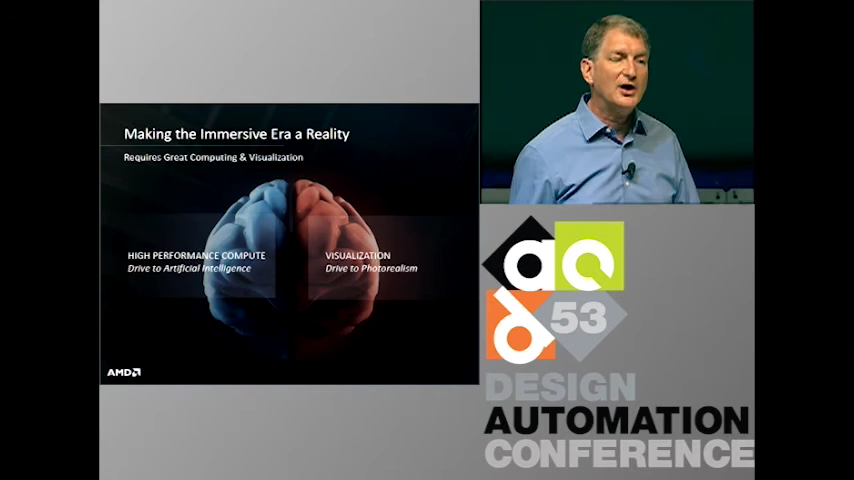 Making the Immersive Era a Reality
Requires Great Computing & Visualization
HIGH PERFORMANCE COMPUTE
Drive to Artificial Intelligence
VISUALIZATION
Drive to Photorealism
AMD
dac
53
DESIGN
AUTOMATION
CONFERENCE